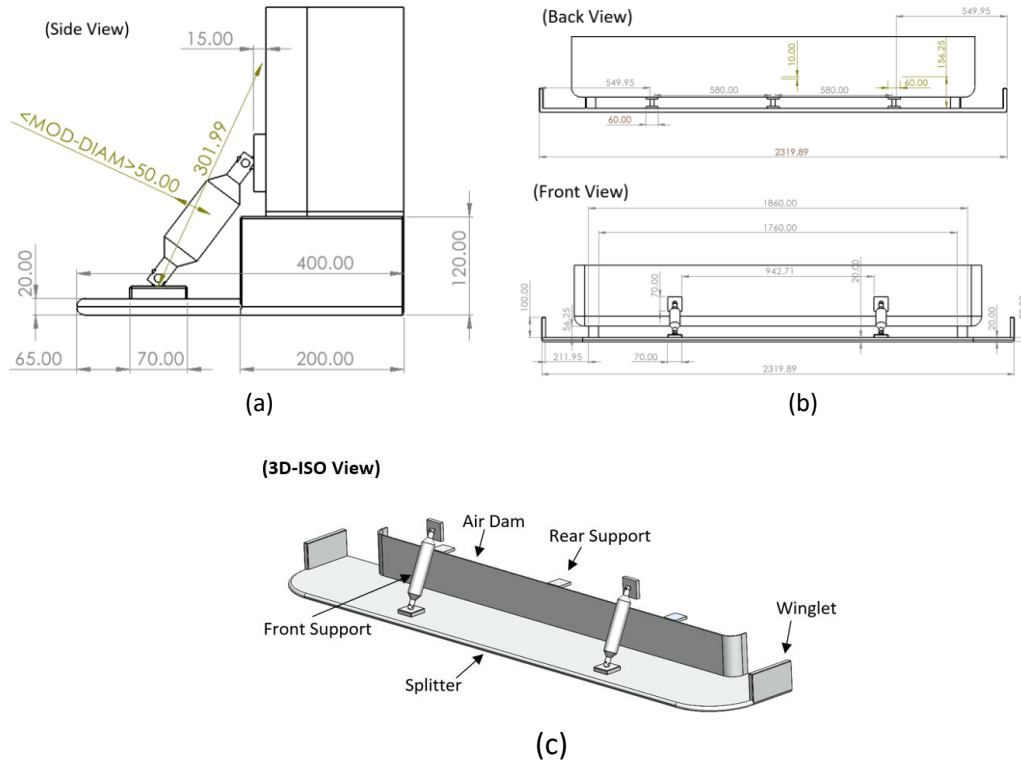 (Side View)
15.00
<MOD-DIAM>50.00
301.99
20.00
400.00
120.00
65.00
70.00
200.00
(a)
(Back View)
549.95
10.00
156.25
549.95
580.00
580.00
60.00
60.00
2319.89
(Front View)
1860.00
1760.00
942.71
70.00
20.00
100.00
56.25
20.00
211.95
70.00
2319.89
(b)
(3D-ISO View)
Air Dam
Rear Support
Winglet
Front Support
Splitter
(c)